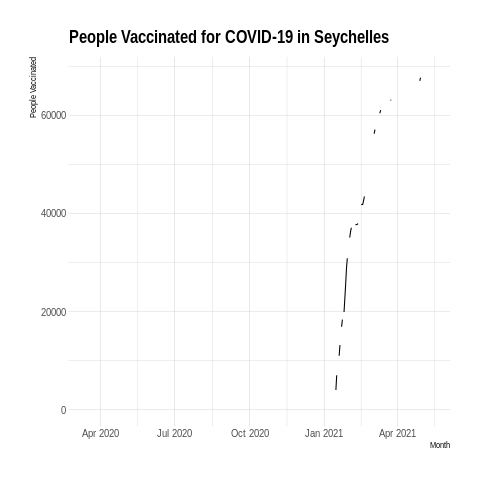 People Vaccinated for COVID-19 in Seychelles
People Vaccinated
60000
40000
20000
0
Apr 2020 Jul 2020 Oct 2020 Jan 2021 Apr 2021
Month